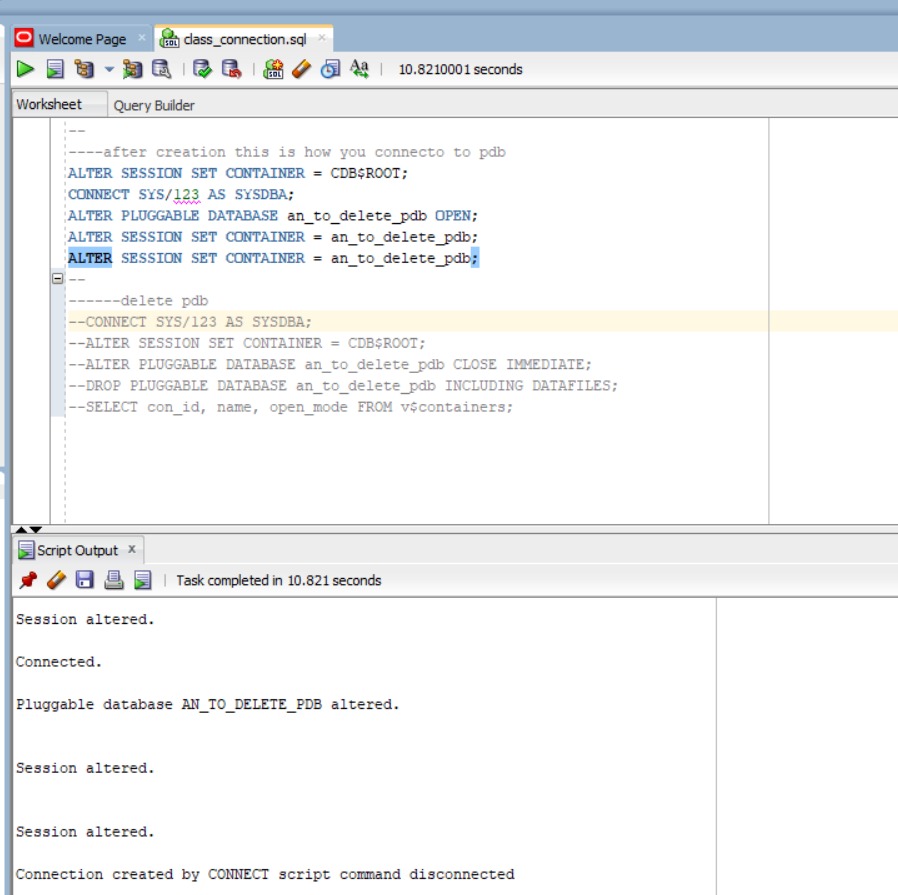 Welcome Page
class_connection.sql
10.8210001 seconds
Worksheet
Query Builder
--
----after creation this is how you connecto to pdb
ALTER SESSION SET CONTAINER = CDB$ROOT;
CONNECT SYS/123 AS SYSDBA;
ALTER PLUGGABLE DATABASE an_to_delete_pdb OPEN;
ALTER SESSION SET CONTAINER = an_to_delete_pdb;
ALTER SESSION SET CONTAINER = an_to_delete_pdb;
--
------delete pdb
--CONNECT SYS/123 AS SYSDBA;
--ALTER SESSION SET CONTAINER = CDB$ROOT;
--ALTER PLUGGABLE DATABASE an_to_delete_pdb CLOSE IMMEDIATE;
--DROP PLUGGABLE DATABASE an_to_delete_pdb INCLUDING DATAFILES;
--SELECT con_id, name, open_mode FROM v$containers;
Script Output
Task completed in 10.821 seconds
Session altered.
Connected.
Pluggable database AN_TO_DELETE_PDB altered.
Session altered.
Session altered.
Connection created by CONNECT script command disconnected